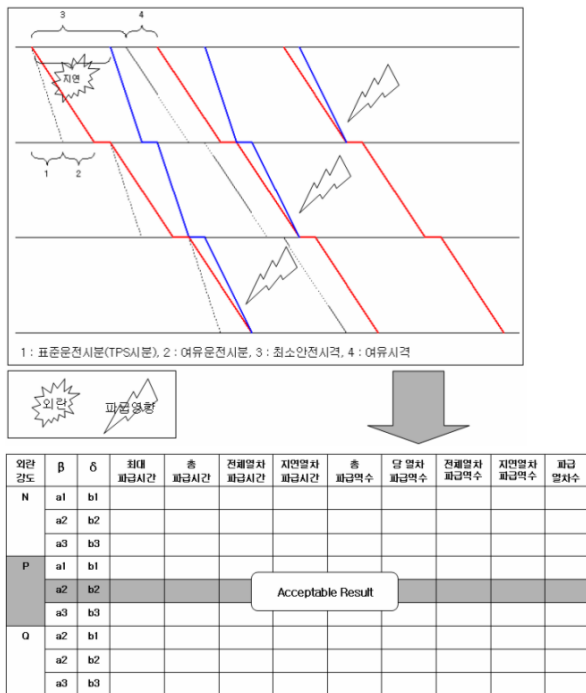 3 4
지연
1 2
1 : 표준운전시분(TPS시분), 2 : 여유운전시분, 3 : 최소안전시격, 4 : 여유시격
외란 파급영향
외란 강도 β δ 최대 파급시간 총 파급시간 전체열차 파급시간 지연열차 파급시간 총 파급역수 당 열차 파급역수 전체열차 파급역수 지연열차 파급역수 파급 열차수
N a1 b1
a2 b2
a3 b3
P a1 b1
a2 b2 Acceptable Result
a3 b3
Q a2 b1
a2 b2
a3 b3